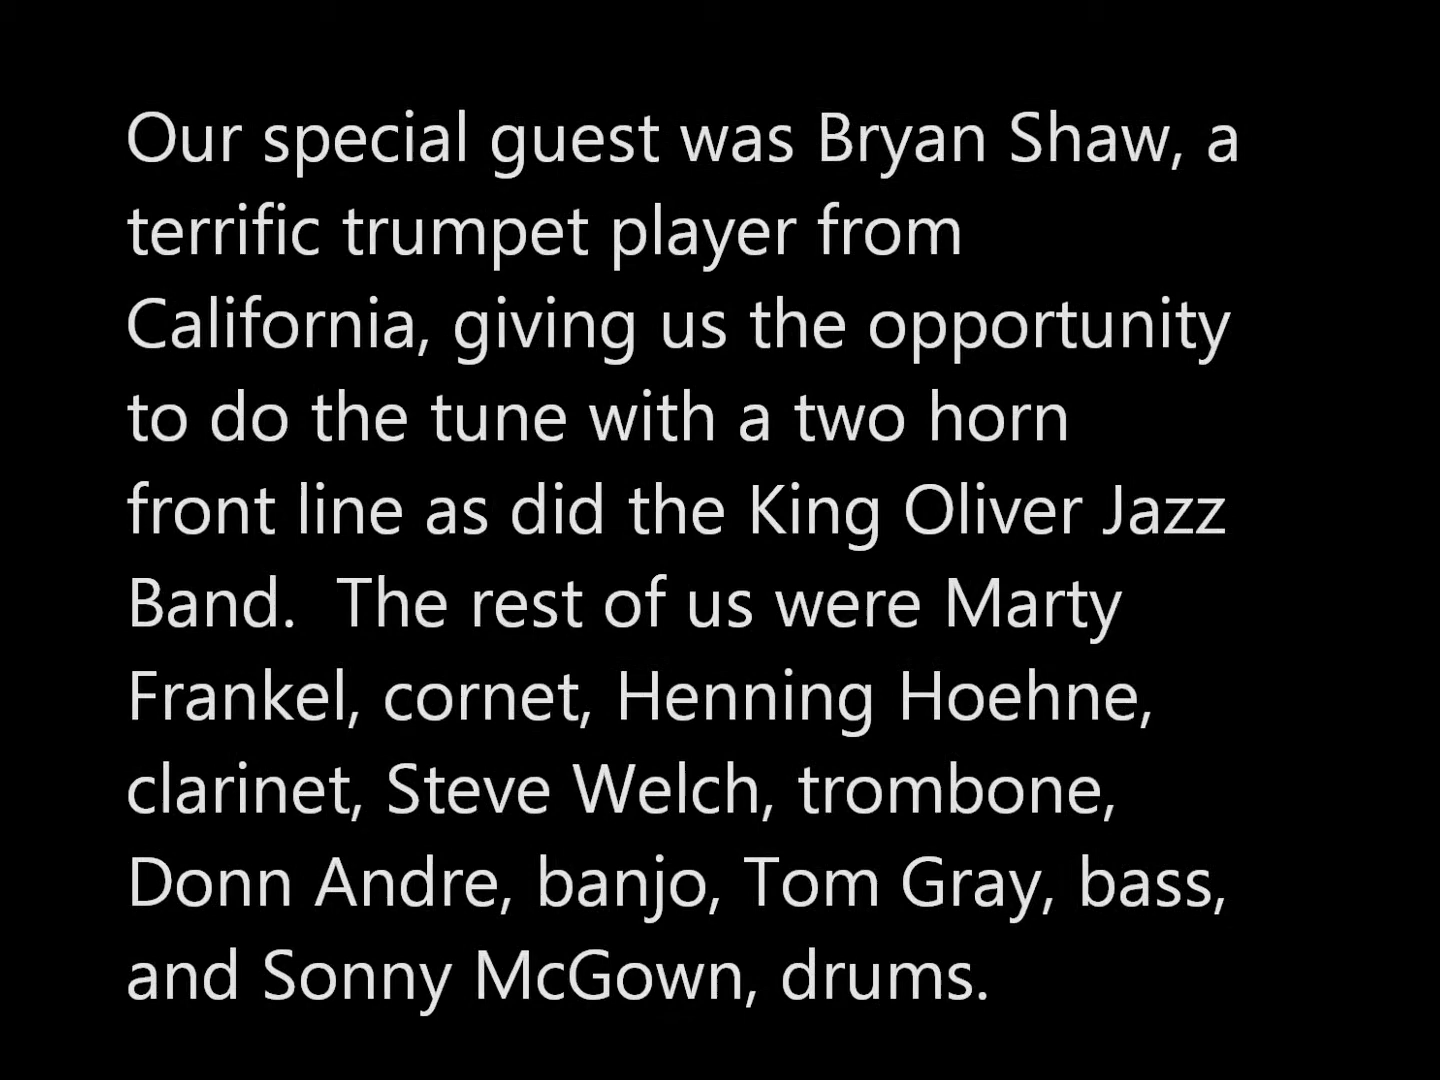 Our special guest was Bryan Shaw, a
terrific trumpet player from
California, giving us the opportunity
to do the tune with a two horn
front line as did the King Oliver Jazz
Band.  The rest of us were Marty
Frankel, cornet, Henning Hoehne,
clarinet, Steve Welch, trombone,
Donn Andre, banjo, Tom Gray, bass,
and Sonny McGown, drums.